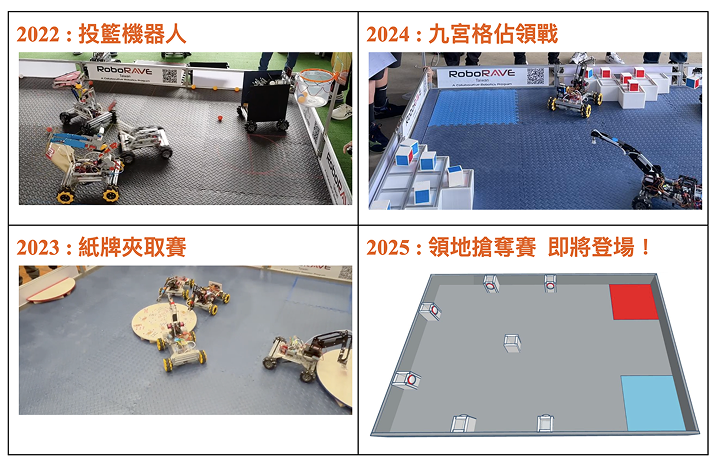 2022 : 投籃機器人
RoboRAVE
Taiwan
A Collaborative Robotics Program
RoboRAVE
2024 : 九宮格佔領戰
RoboRAVE
Taiwan
A Collaborative Robotics Program
2023 : 紙牌夾取賽
2025 : 領地搶奪賽 即將登場！